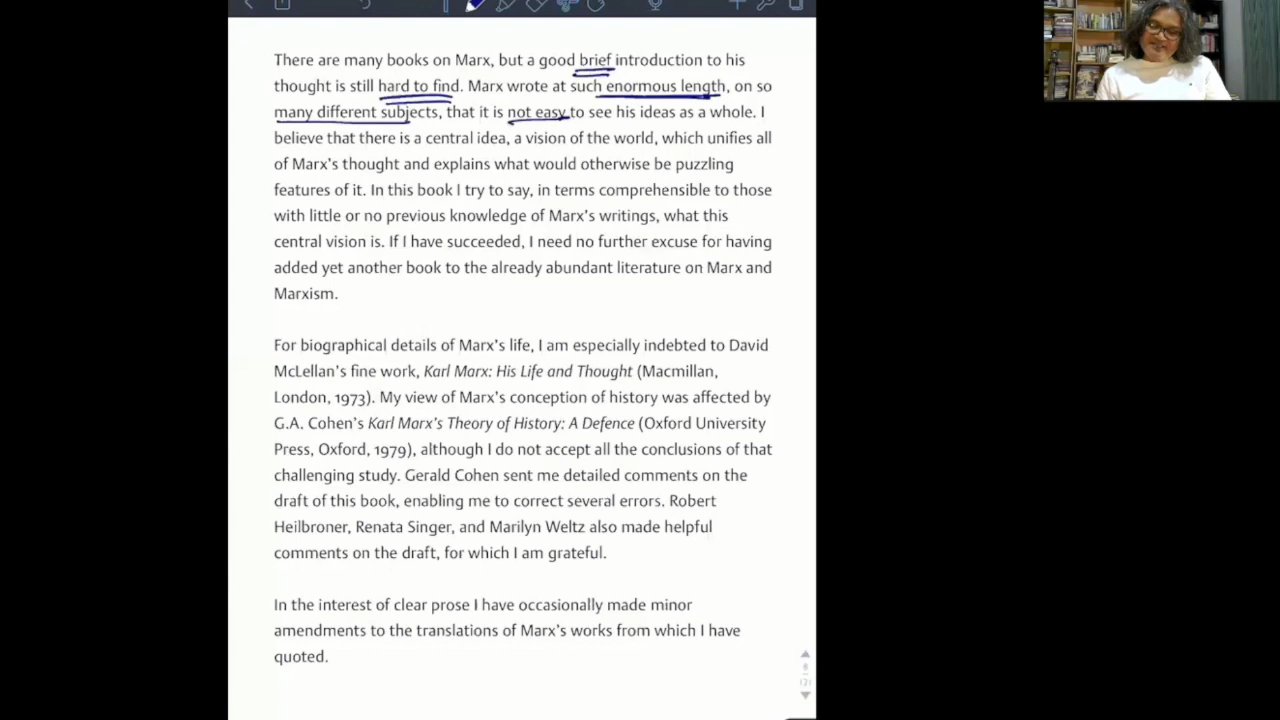 There are many books on Marx, but a good brief introduction to his
thought is still hard to find. Marx wrote at such enormous length, on so
many different subjects, that it is not easy to see his ideas as a whole. I
believe that there is a central idea, a vision of the world, which unifies all
of Marx's thought and explains what would otherwise be puzzling
features of it. In this book I try to say, in terms comprehensible to those
with little or no previous knowledge of Marx's writings, what this
central vision is. If I have succeeded, I need no further excuse for having
added yet another book to the already abundant literature on Marx and
Marxism.
For biographical details of Marx's life, I am especially indebted to David
McLellan's fine work, Karl Marx: His Life and Thought (Macmillan,
London, 1973). My view of Marx's conception of history was affected by
G.A. Cohen's Karl Marx's Theory of History: A Defence (Oxford University
Press, Oxford, 1979), although I do not accept all the conclusions of that
challenging study. Gerald Cohen sent me detailed comments on the
draft of this book, enabling me to correct several errors. Robert
Heilbroner, Renata Singer, and Marilyn Weltz also made helpful
comments on the draft, for which I am grateful.
In the interest of clear prose I have occasionally made minor
amendments to the translations of Marx's works from which I have
quoted.